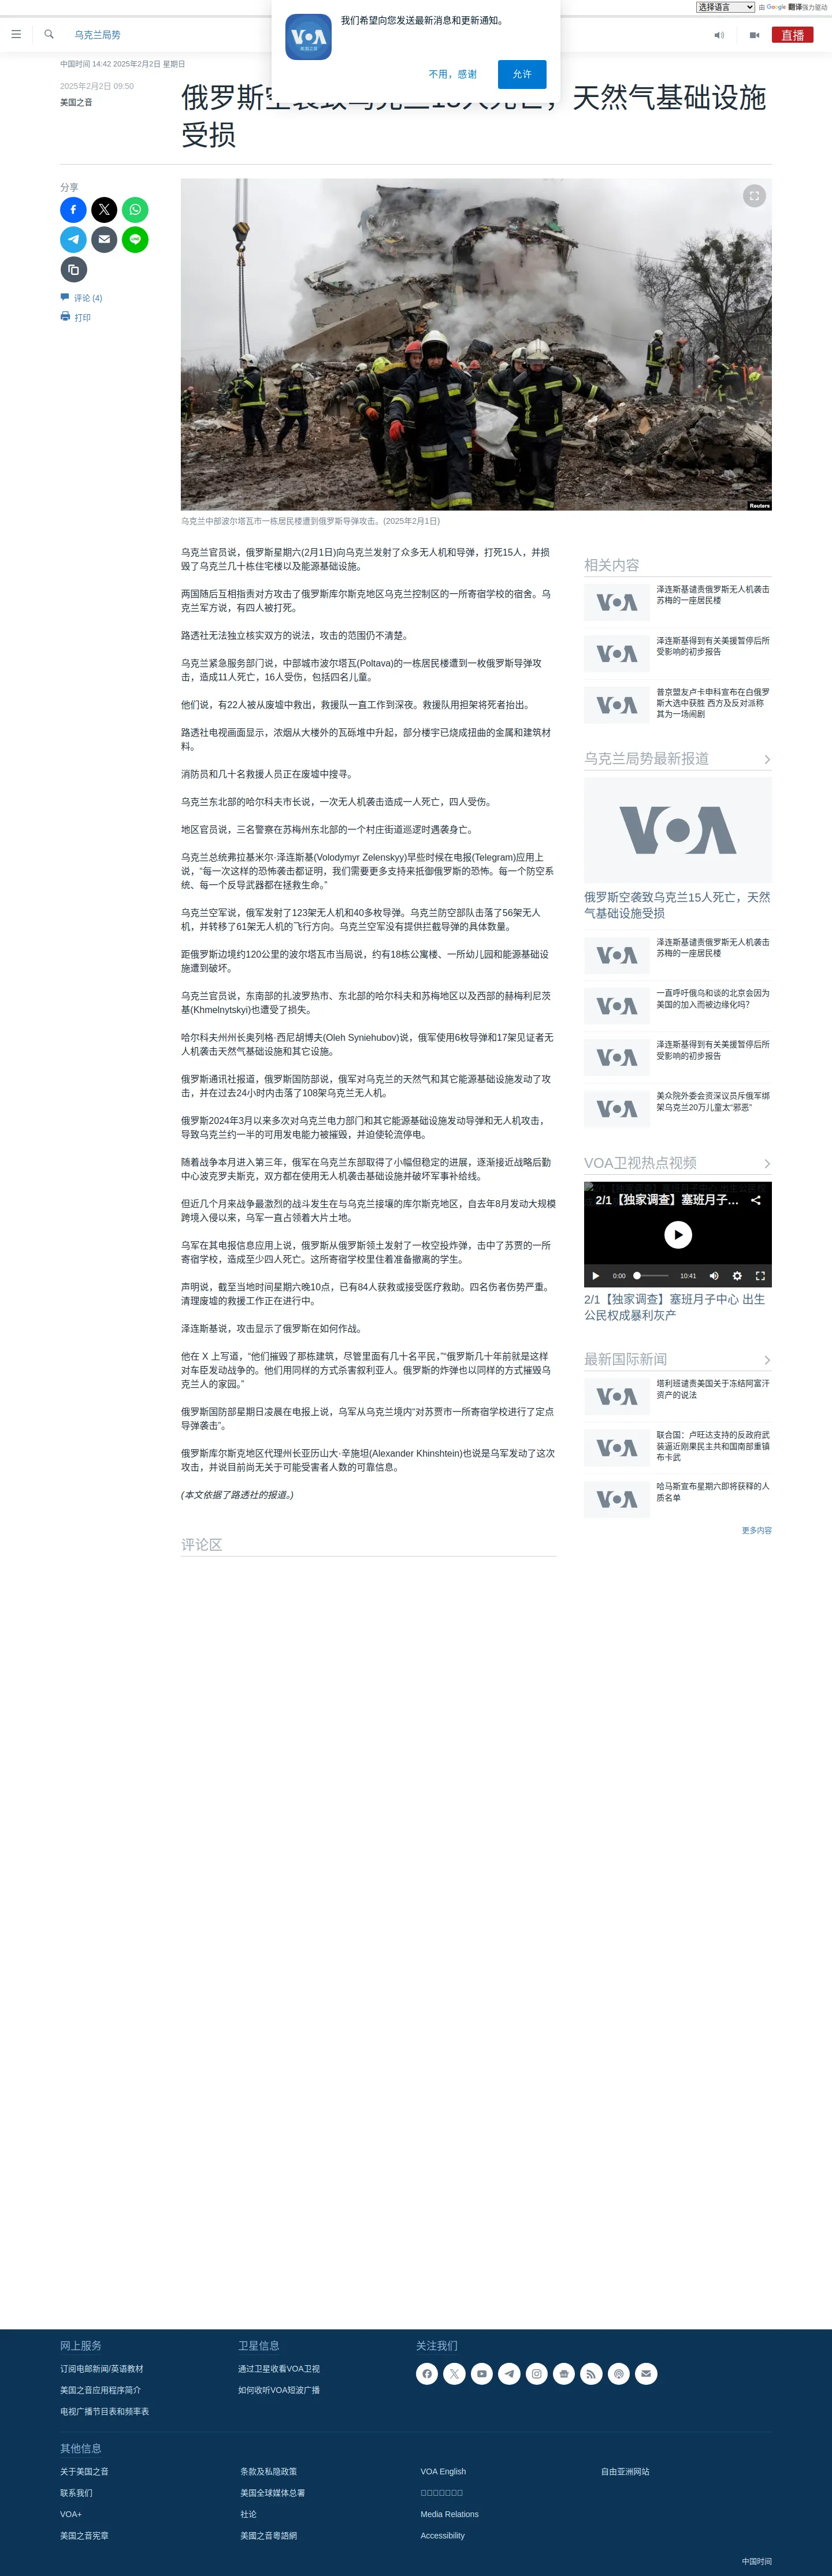 选择语言 由 Google 翻译强力驱动
我们希望向您发送最新消息和更新通知。
不用，感谢 允许
VOA
美国之音
乌克兰局势
直播
中国时间 14:42 2025年2月2日 星期日
2025年2月2日 09:50
美国之音
俄罗斯空袭致乌克兰15人死亡，天然气基础设施
受损
分享
评论 (4)
打印
Reuters
乌克兰中部波尔塔瓦市一栋居民楼遭到俄罗斯导弹攻击。(2025年2月1日)
乌克兰官员说，俄罗斯星期六(2月1日)向乌克兰发射了众多无人机和导弹，打死15人，并损
毁了乌克兰几十栋住宅楼以及能源基础设施。
两国随后互相指责对方攻击了俄罗斯库尔斯克地区乌克兰控制区的一所寄宿学校的宿舍。乌
克兰军方说，有四人被打死。
路透社无法独立核实双方的说法，攻击的范围仍不清楚。
乌克兰紧急服务部门说，中部城市波尔塔瓦(Poltava)的一栋居民楼遭到一枚俄罗斯导弹攻
击，造成11人死亡，16人受伤，包括四名儿童。
他们说，有22人被从废墟中救出，救援队一直工作到深夜。救援队用担架将死者抬出。
路透社电视画面显示，浓烟从大楼外的瓦砾堆中升起，部分楼宇已烧成扭曲的金属和建筑材
料。
消防员和几十名救援人员正在废墟中搜寻。
乌克兰东北部的哈尔科夫市长说，一次无人机袭击造成一人死亡，四人受伤。
地区官员说，三名警察在苏梅州东北部的一个村庄街道巡逻时遇袭身亡。
乌克兰总统弗拉基米尔·泽连斯基(Volodymyr Zelenskyy)早些时候在电报(Telegram)应用上
说，“每一次这样的恐怖袭击都证明，我们需要更多支持来抵御俄罗斯的恐怖。每一个防空系
统、每一个反导武器都在拯救生命。”
乌克兰空军说，俄军发射了123架无人机和40多枚导弹。乌克兰防空部队击落了56架无人
机，并转移了61架无人机的飞行方向。乌克兰空军没有提供拦截导弹的具体数量。
距俄罗斯边境约120公里的波尔塔瓦市当局说，约有18栋公寓楼、一所幼儿园和能源基础设
施遭到破坏。
乌克兰官员说，东南部的扎波罗热市、东北部的哈尔科夫和苏梅地区以及西部的赫梅利尼茨
基(Khmelnytskyi)也遭受了损失。
哈尔科夫州州长奥列格·西尼胡博夫(Oleh Syniehubov)说，俄军使用6枚导弹和17架见证者无
人机袭击天然气基础设施和其它设施。
俄罗斯通讯社报道，俄罗斯国防部说，俄军对乌克兰的天然气和其它能源基础设施发动了攻
击，并在过去24小时内击落了108架乌克兰无人机。
俄罗斯2024年3月以来多次对乌克兰电力部门和其它能源基础设施发动导弹和无人机攻击，
导致乌克兰约一半的可用发电能力被摧毁，并迫使轮流停电。
随着战争本月进入第三年，俄军在乌克兰东部取得了小幅但稳定的进展，逐渐接近战略后勤
中心波克罗夫斯克，双方都在使用无人机袭击基础设施并破坏军事补给线。
但近几个月来战争最激烈的战斗发生在与乌克兰接壤的库尔斯克地区，自去年8月发动大规模
跨境入侵以来，乌军一直占领着大片土地。
乌军在其电报信息应用上说，俄罗斯从俄罗斯领土发射了一枚空投炸弹，击中了苏贾的一所
寄宿学校，造成至少四人死亡。这所寄宿学校里住着准备撤离的学生。
声明说，截至当地时间星期六晚10点，已有84人获救或接受医疗救助。四名伤者伤势严重。
清理废墟的救援工作正在进行中。
泽连斯基说，攻击显示了俄罗斯在如何作战。
他在 X 上写道，“他们摧毁了那栋建筑，尽管里面有几十名平民,”“俄罗斯几十年前就是这样
对车臣发动战争的。他们用同样的方式杀害叙利亚人。俄罗斯的炸弹也以同样的方式摧毁乌
克兰人的家园。”
俄罗斯国防部星期日凌晨在电报上说，乌军从乌克兰境内“对苏贾市一所寄宿学校进行了定点
导弹袭击”。
俄罗斯库尔斯克地区代理州长亚历山大·辛施坦(Alexander Khinshtein)也说是乌军发动了这次
攻击，并说目前尚无关于可能受害者人数的可靠信息。
(本文依据了路透社的报道。)
评论区
相关内容
VOA
泽连斯基谴责俄罗斯无人机袭击
苏梅的一座居民楼
VOA
泽连斯基得到有关美援暂停后所
受影响的初步报告
VOA
普京盟友卢卡申科宣布在白俄罗
斯大选中获胜 西方及反对派称
其为一场闹剧
乌克兰局势最新报道
VOA
俄罗斯空袭致乌克兰15人死亡，天然
气基础设施受损
VOA
泽连斯基谴责俄罗斯无人机袭击
苏梅的一座居民楼
VOA
一直呼吁俄乌和谈的北京会因为
美国的加入而被边缘化吗?
VOA
泽连斯基得到有关美援暂停后所
受影响的初步报告
VOA
美众院外委会资深议员斥俄军绑
架乌克兰20万儿童太“邪恶”
VOA卫视热点视频
2/1【独家调查】塞班月子...
0:00 10:41
2/1【独家调查】塞班月子中心 出生
公民权成暴利灰产
最新国际新闻
VOA
塔利班谴责美国关于冻结阿富汗
资产的说法
VOA
联合国：卢旺达支持的反政府武
装逼近刚果民主共和国南部重镇
布卡武
VOA
哈马斯宣布星期六即将获释的人
质名单
更多内容
网上服务
订阅电邮新闻/英语教材
美国之音应用程序简介
电视广播节目表和频率表
卫星信息
通过卫星收看VOA卫视
如何收听VOA短波广播
关注我们
其他信息
关于美国之音
联系我们
VOA+
美国之音宪章
条款及私隐政策
美国全球媒体总署
社论
美國之音粵語網
VOA English
Media Relations
Accessibility
自由亚洲网站
中国时间